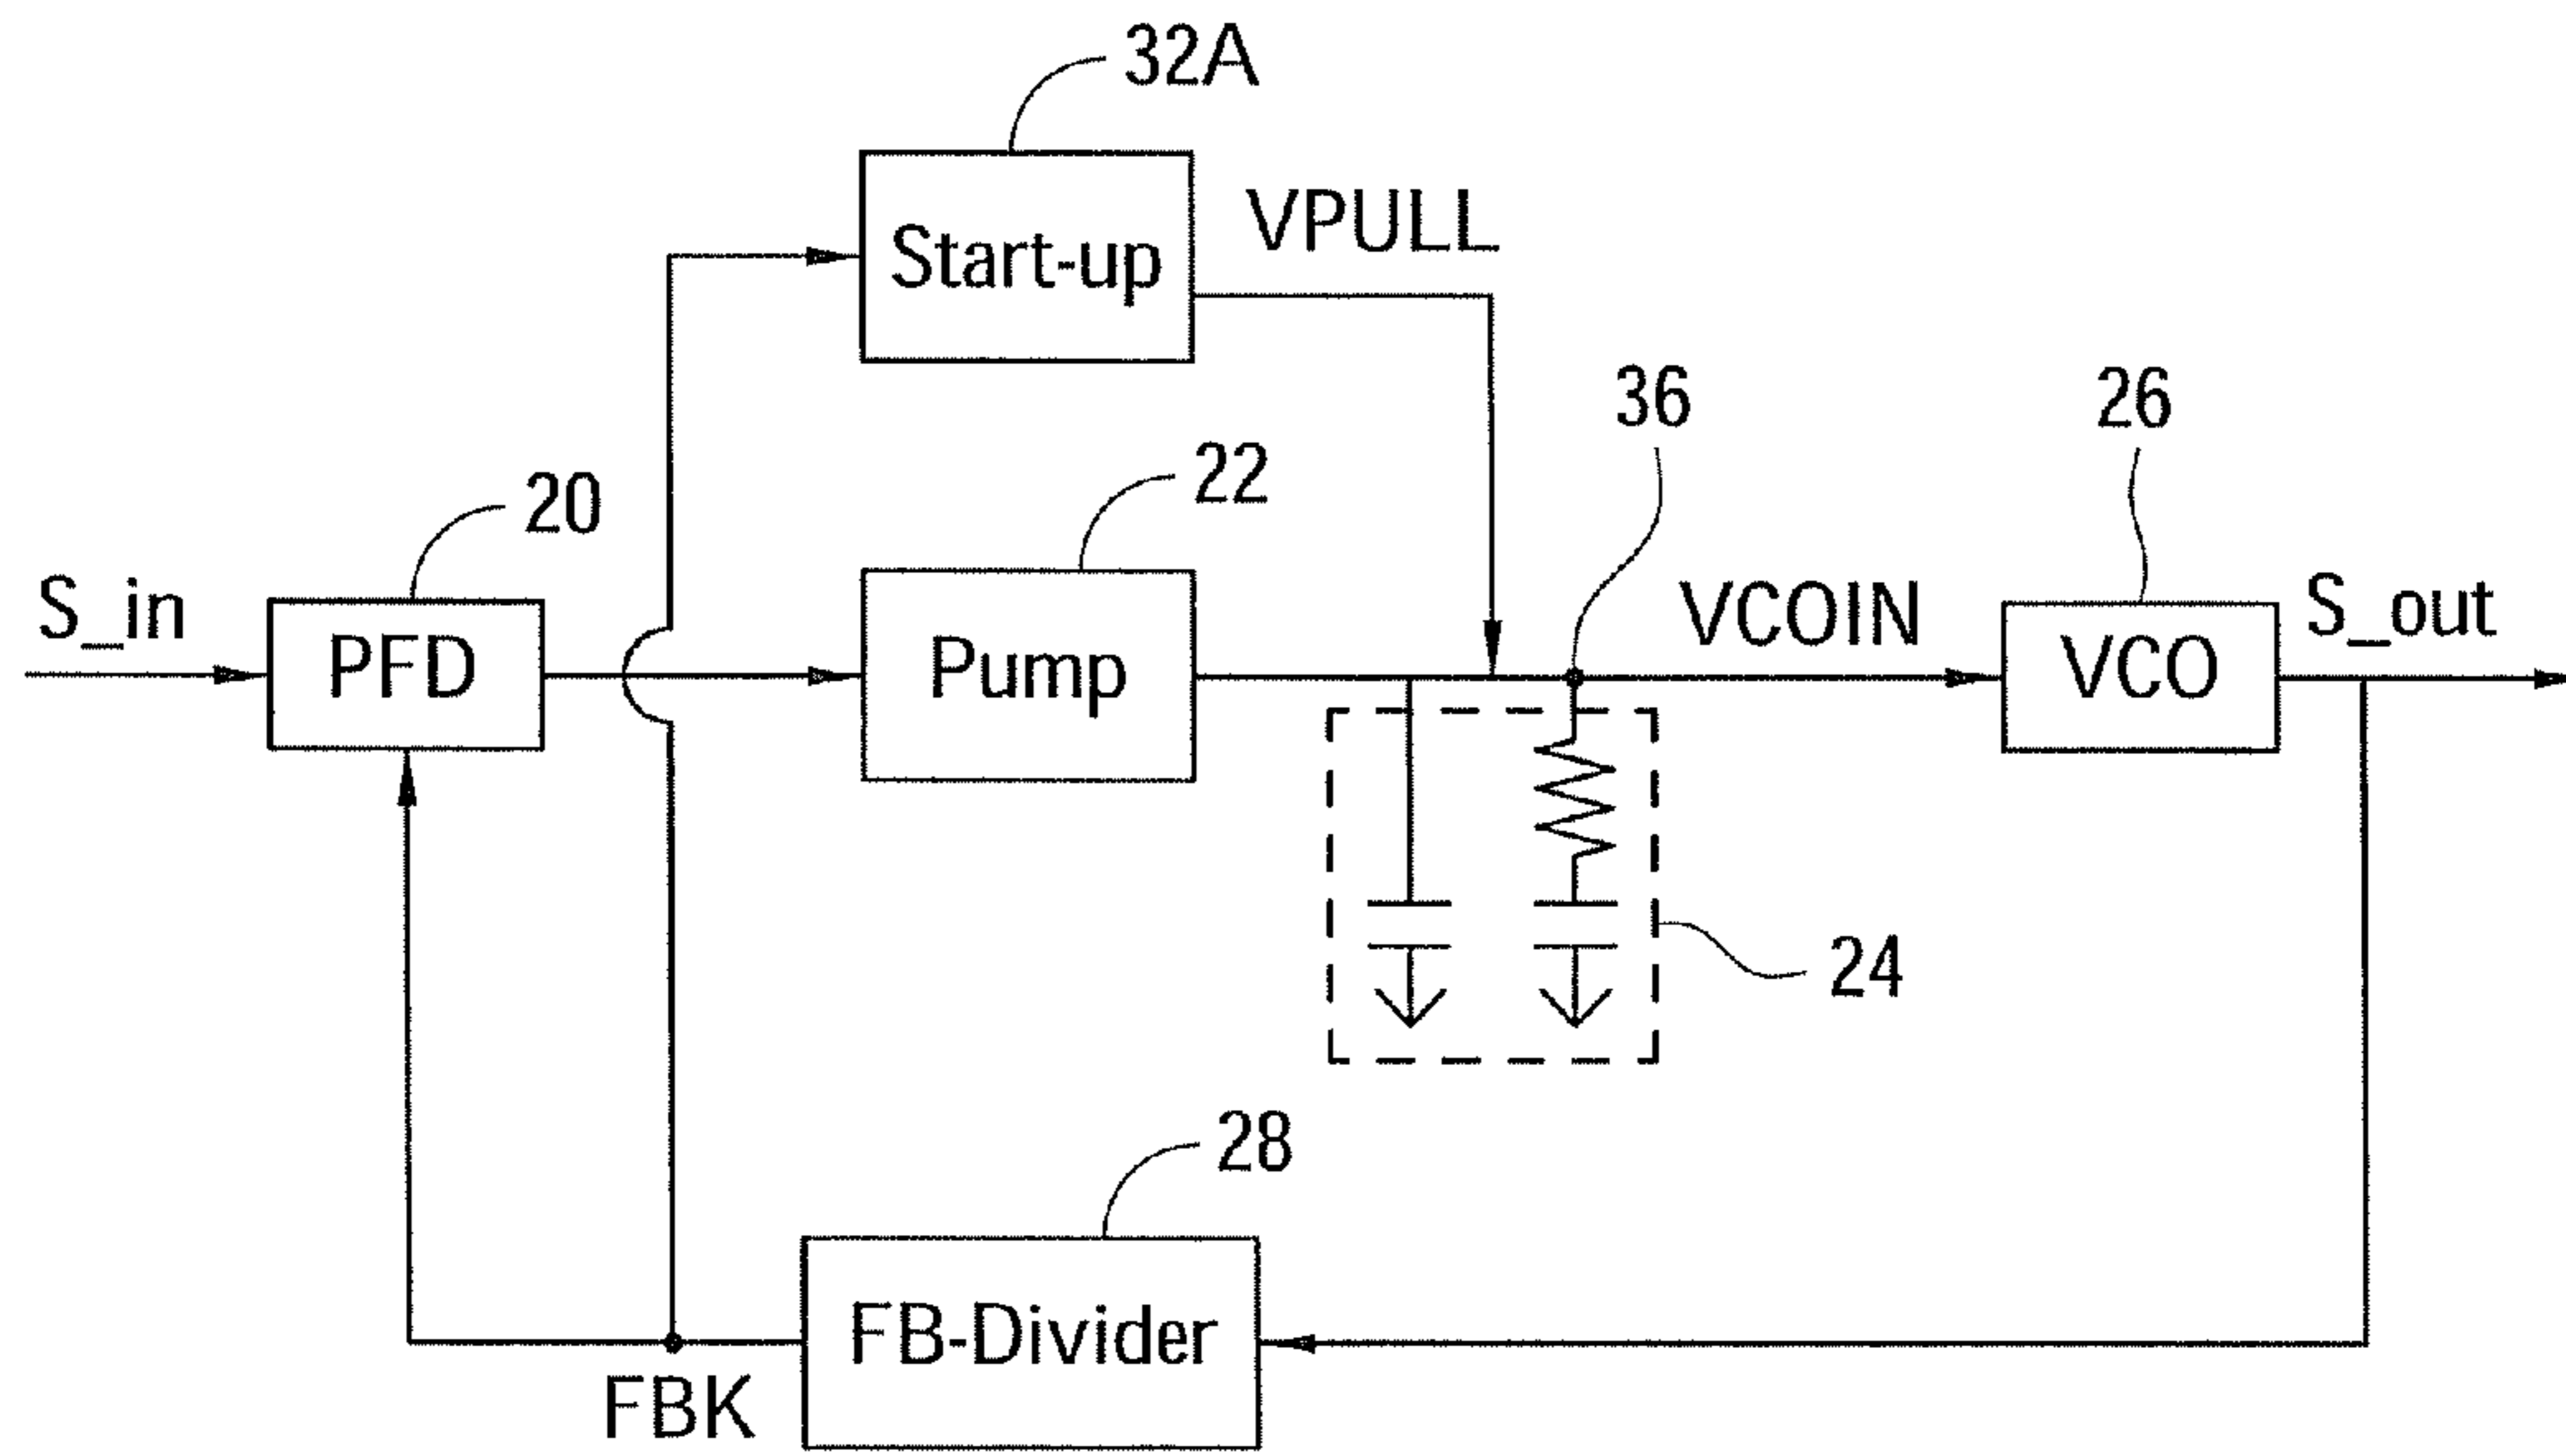 32A
Start-up
VPULL
36
26
20
22
S_in
PFD
Pump
VCOIN
VCO
S_out
24
28
FB-Divider
FBK